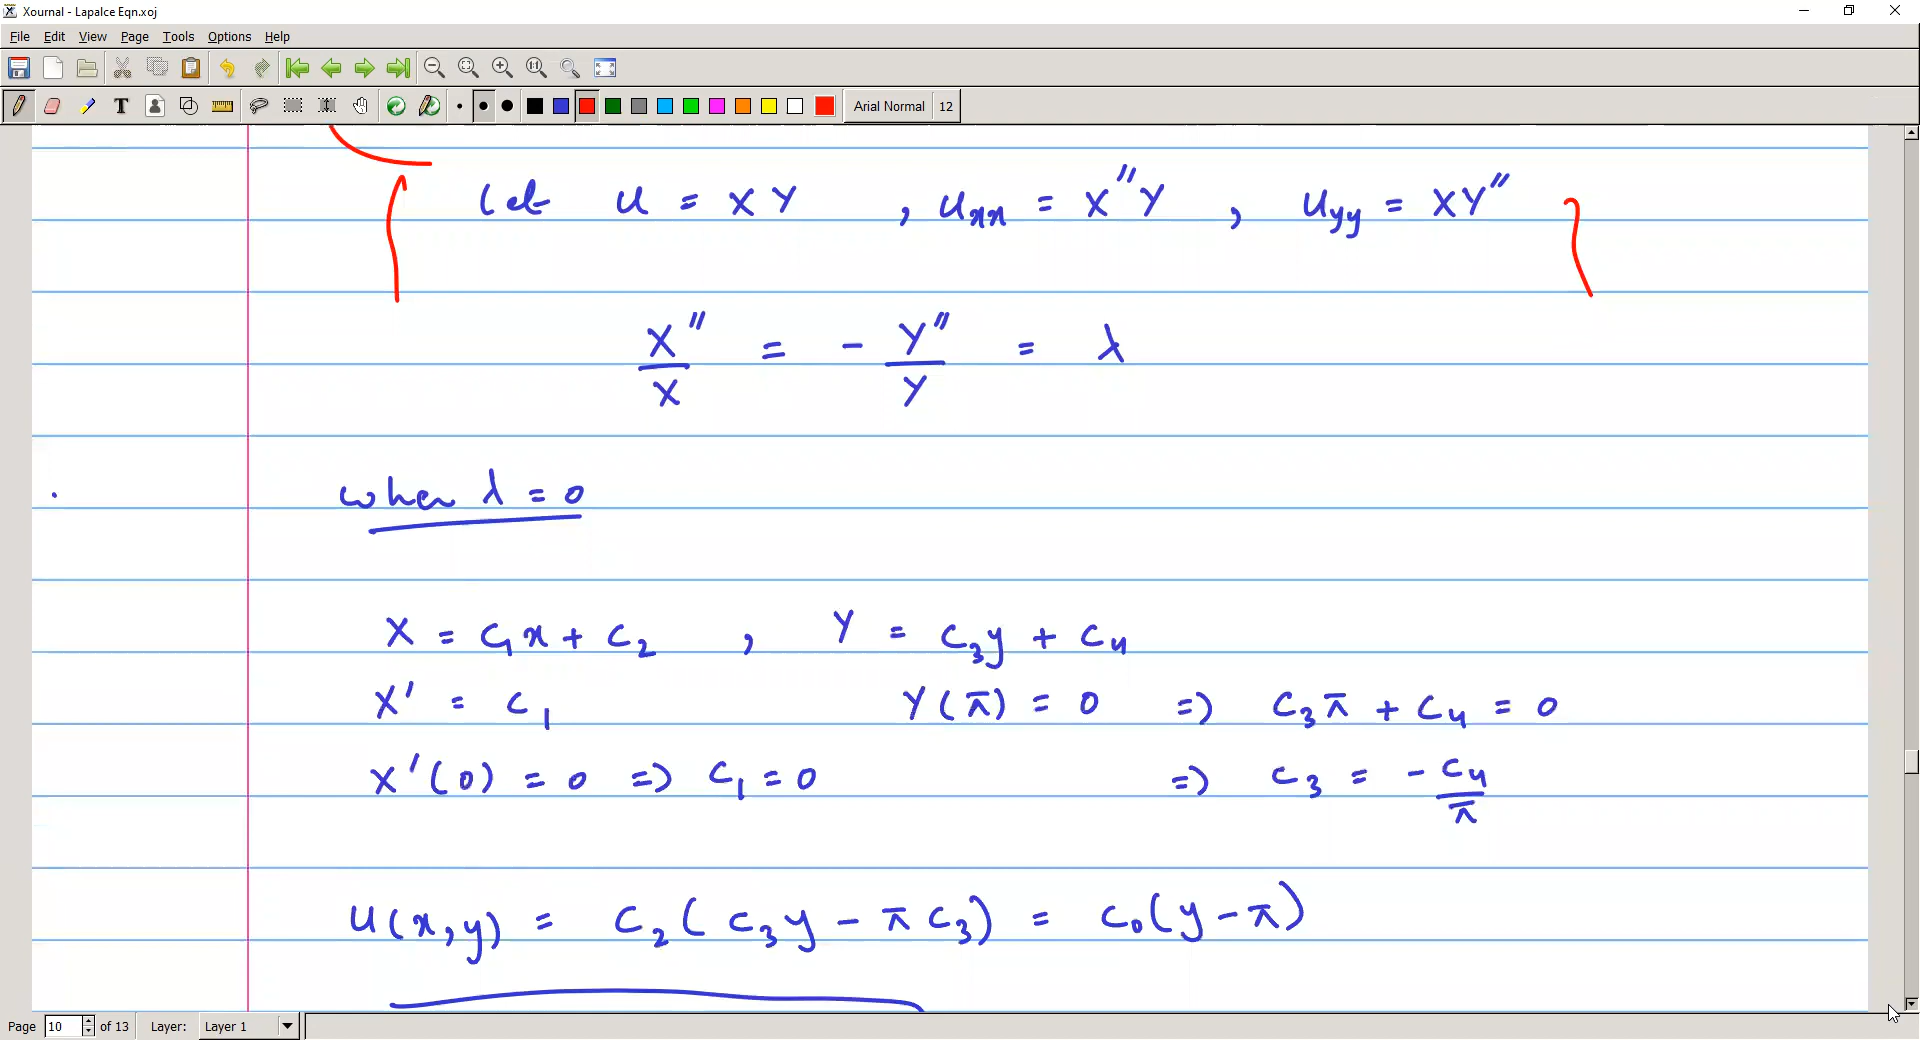 Xournal - Lapalce Eqn.xoj
File Edit View Page Tools Options Help
Arial Normal 12
Let u = XY , uₓₓ = X''Y , u_yy = XY''
X''/X = - Y''/Y = λ
when λ = 0
X = c₁x + c₂ , Y = c₃y + c₄
X' = c₁ Y(π) = 0 => c₃π + c₄ = 0
X'(0) = 0 => c₁ = 0 => c₃ = - c₄/π
u(x,y) = c₂(c₃y - πc₃) = c₀(y - π)
Page 10 of 13 Layer: Layer 1